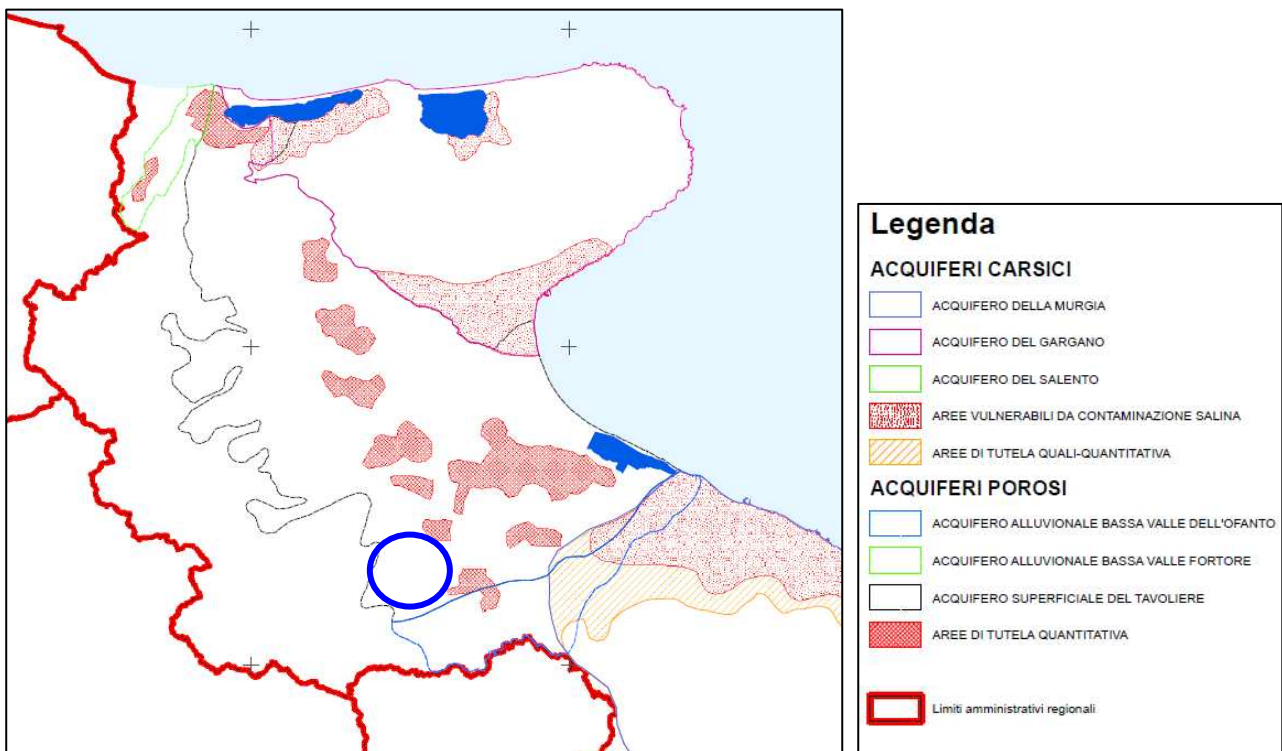 Legenda
ACQUIFERI CARSICI
ACQUIFERO DELLA MURGIA
ACQUIFERO DEL GARGANO
ACQUIFERO DEL SALENTO
AREE VULNERABILI DA CONTAMINAZIONE SALINA
AREE DI TUTELA QUALI-QUANTITATIVA
ACQUIFERI POROSI
ACQUIFERO ALLUVIONALE BASSA VALLE DELL'OFANTO
ACQUIFERO ALLUVIONALE BASSA VALLE FORTORE
ACQUIFERO SUPERFICIALE DEL TAVOLIERE
AREE DI TUTELA QUANTITATIVA
Limiti amministrativi regionali